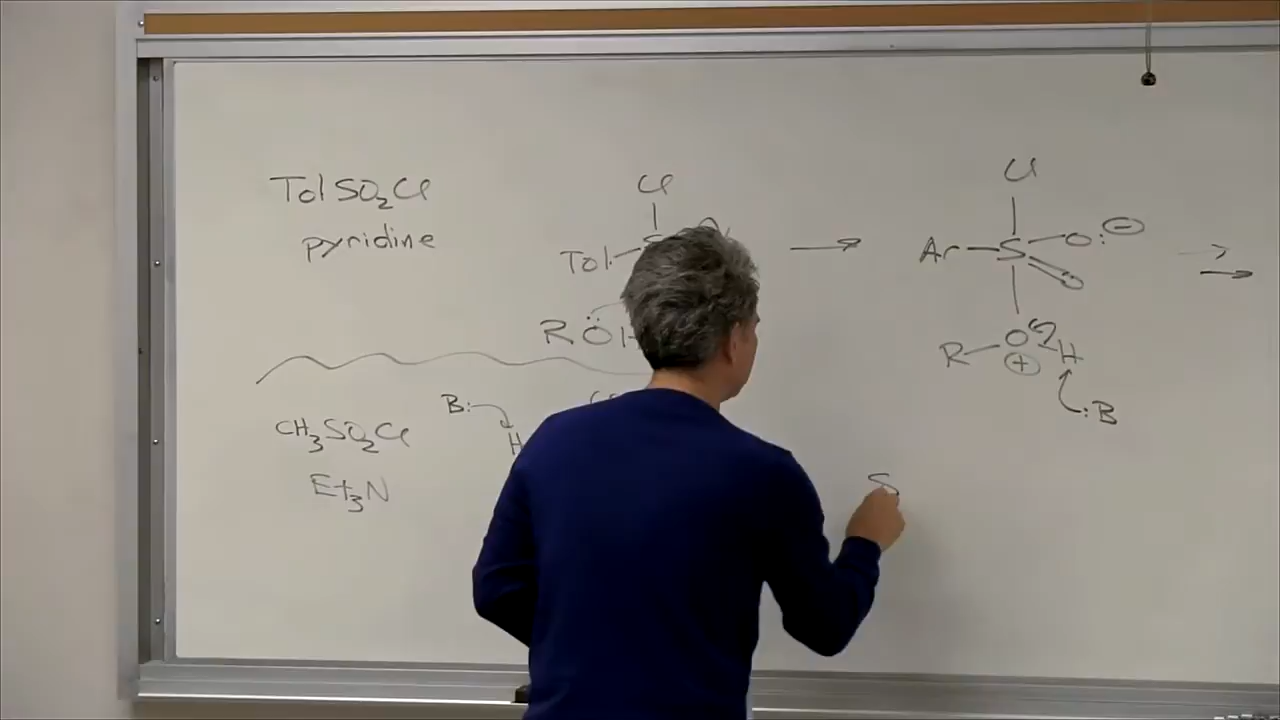 TolSO₂Cl
pyridine
Cl
Tol
RÖH
Cl
Ar—S—O:⊖
O
R—O H
⊕
:B
CH₃SO₂Cl
Et₃N
B:
H
S